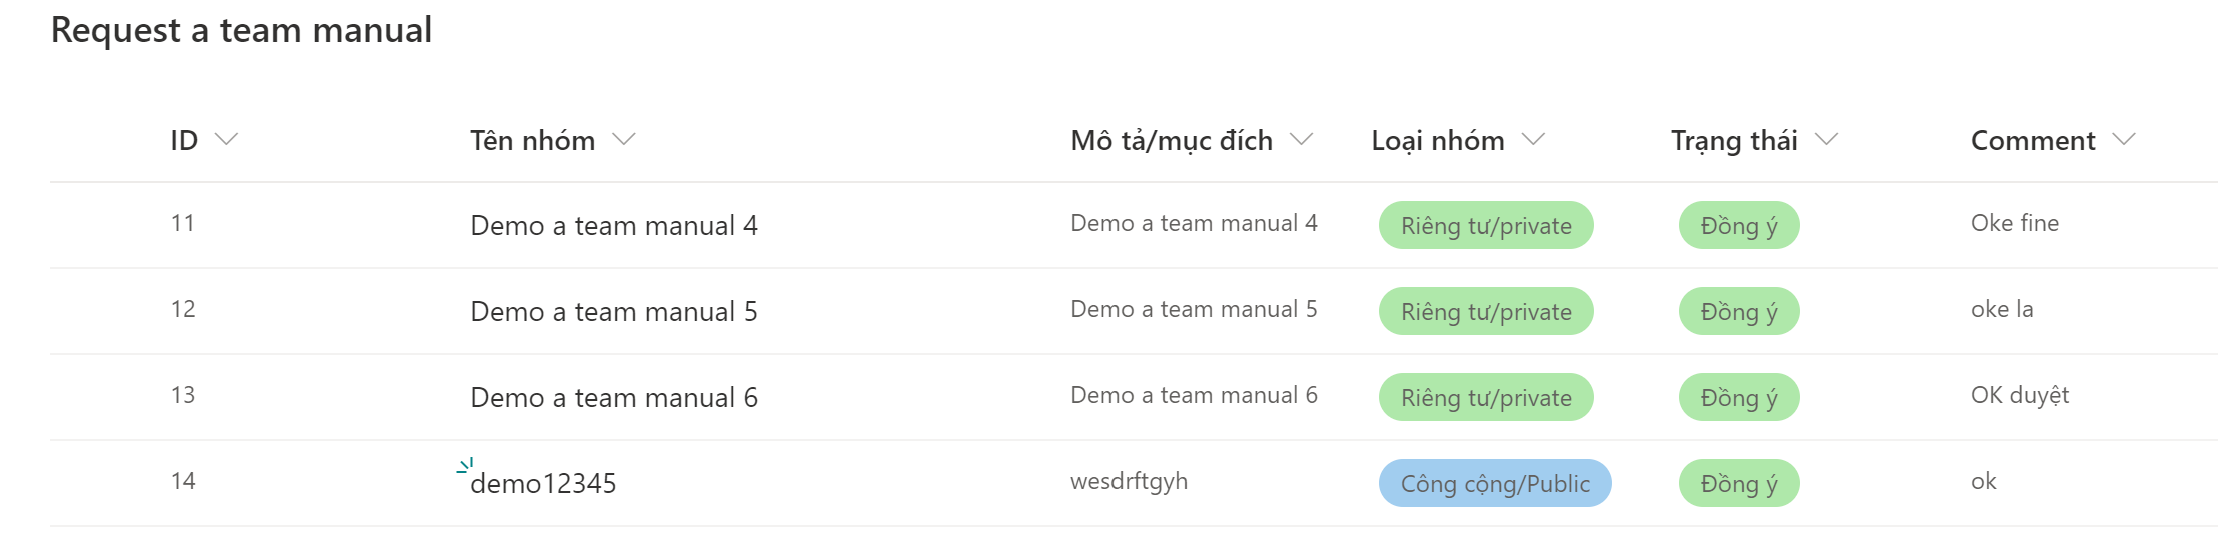 Request a team manual
ID Tên nhóm Mô tả/mục đích Loại nhóm Trạng thái Comment
11 Demo a team manual 4 Demo a team manual 4 Riêng tư/private Đồng ý Oke fine
12 Demo a team manual 5 Demo a team manual 5 Riêng tư/private Đồng ý oke la
13 Demo a team manual 6 Demo a team manual 6 Riêng tư/private Đồng ý OK duyệt
14 demo12345 wesdrftgyh Công cộng/Public Đồng ý ok